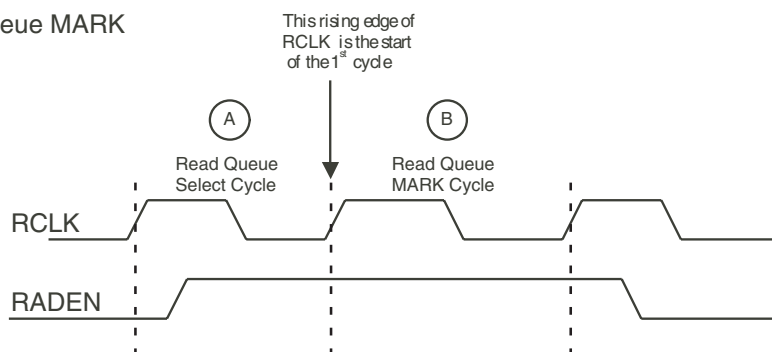 eue MARK
This rising edge of
RCLK is the start
of the 1st cycle
A
B
Read Queue
Select Cycle
Read Queue
MARK Cycle
RCLK
RADEN